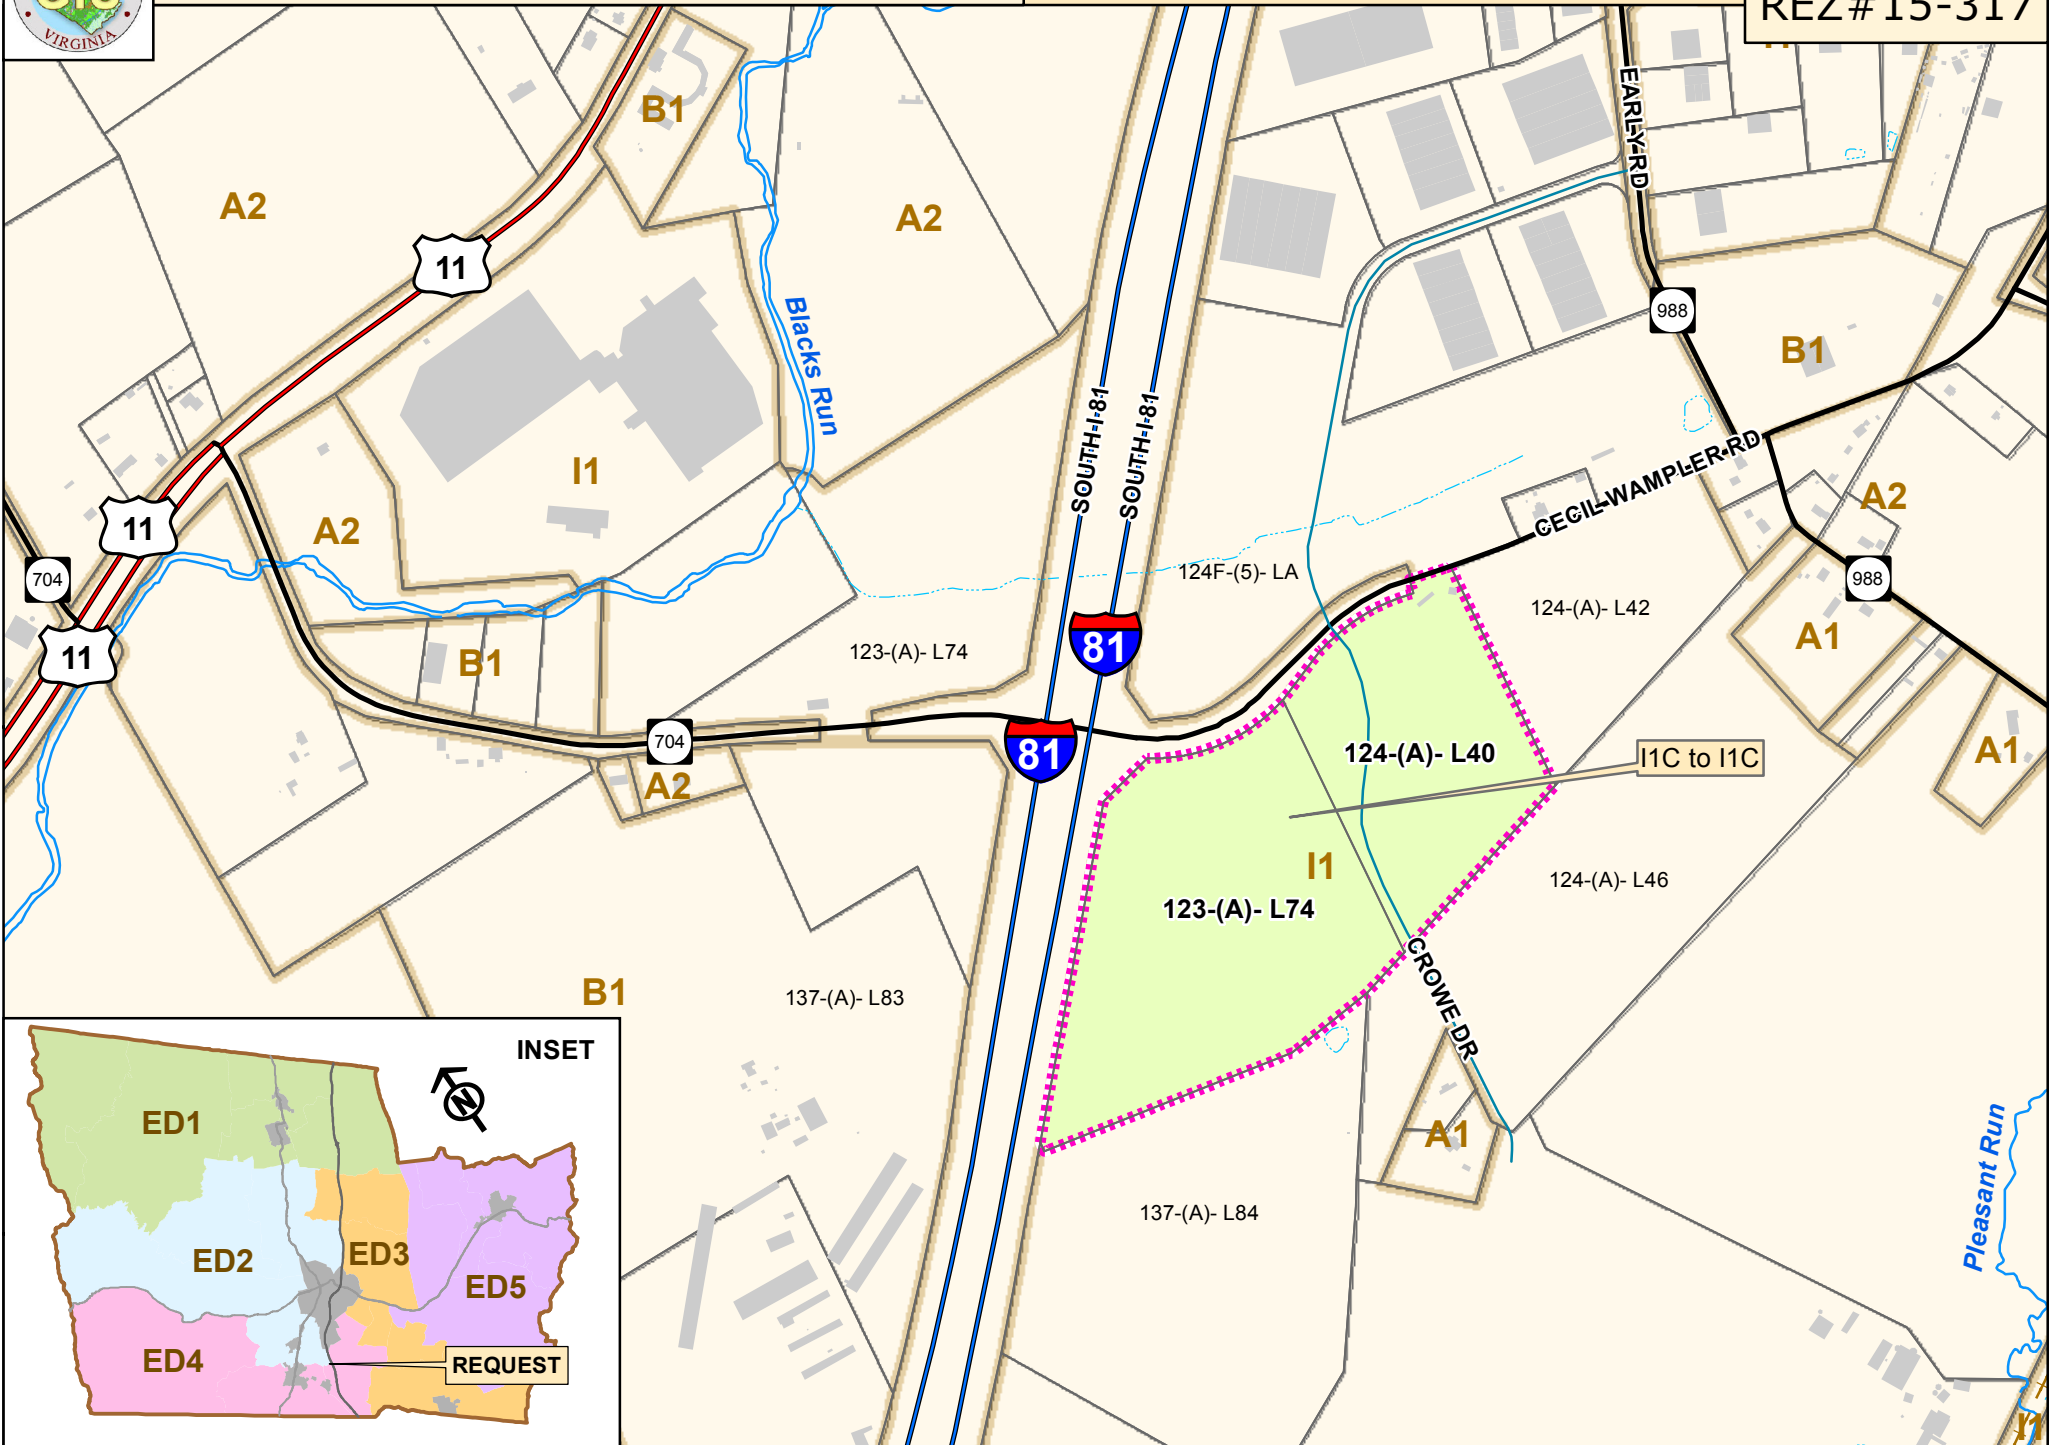 VIRGINIA
REZ#15-317
B1
EARLY RD
A2
A2
11
988
Blacks Run
B1
SOUTH I-81
SOUTH I-81
CECIL WAMPLER RD
I1
A2
A2
11
704
124F-(5)- LA
988
124-(A)- L42
A1
11
B1
123-(A)- L74
81
704
81
124-(A)- L40
I1C to I1C
A1
A2
I1
124-(A)- L46
123-(A)- L74
B1
137-(A)- L83
CROWE DR
A1
137-(A)- L84
Pleasant Run
I1
INSET
N
ED1
ED2
ED3
ED5
ED4
REQUEST